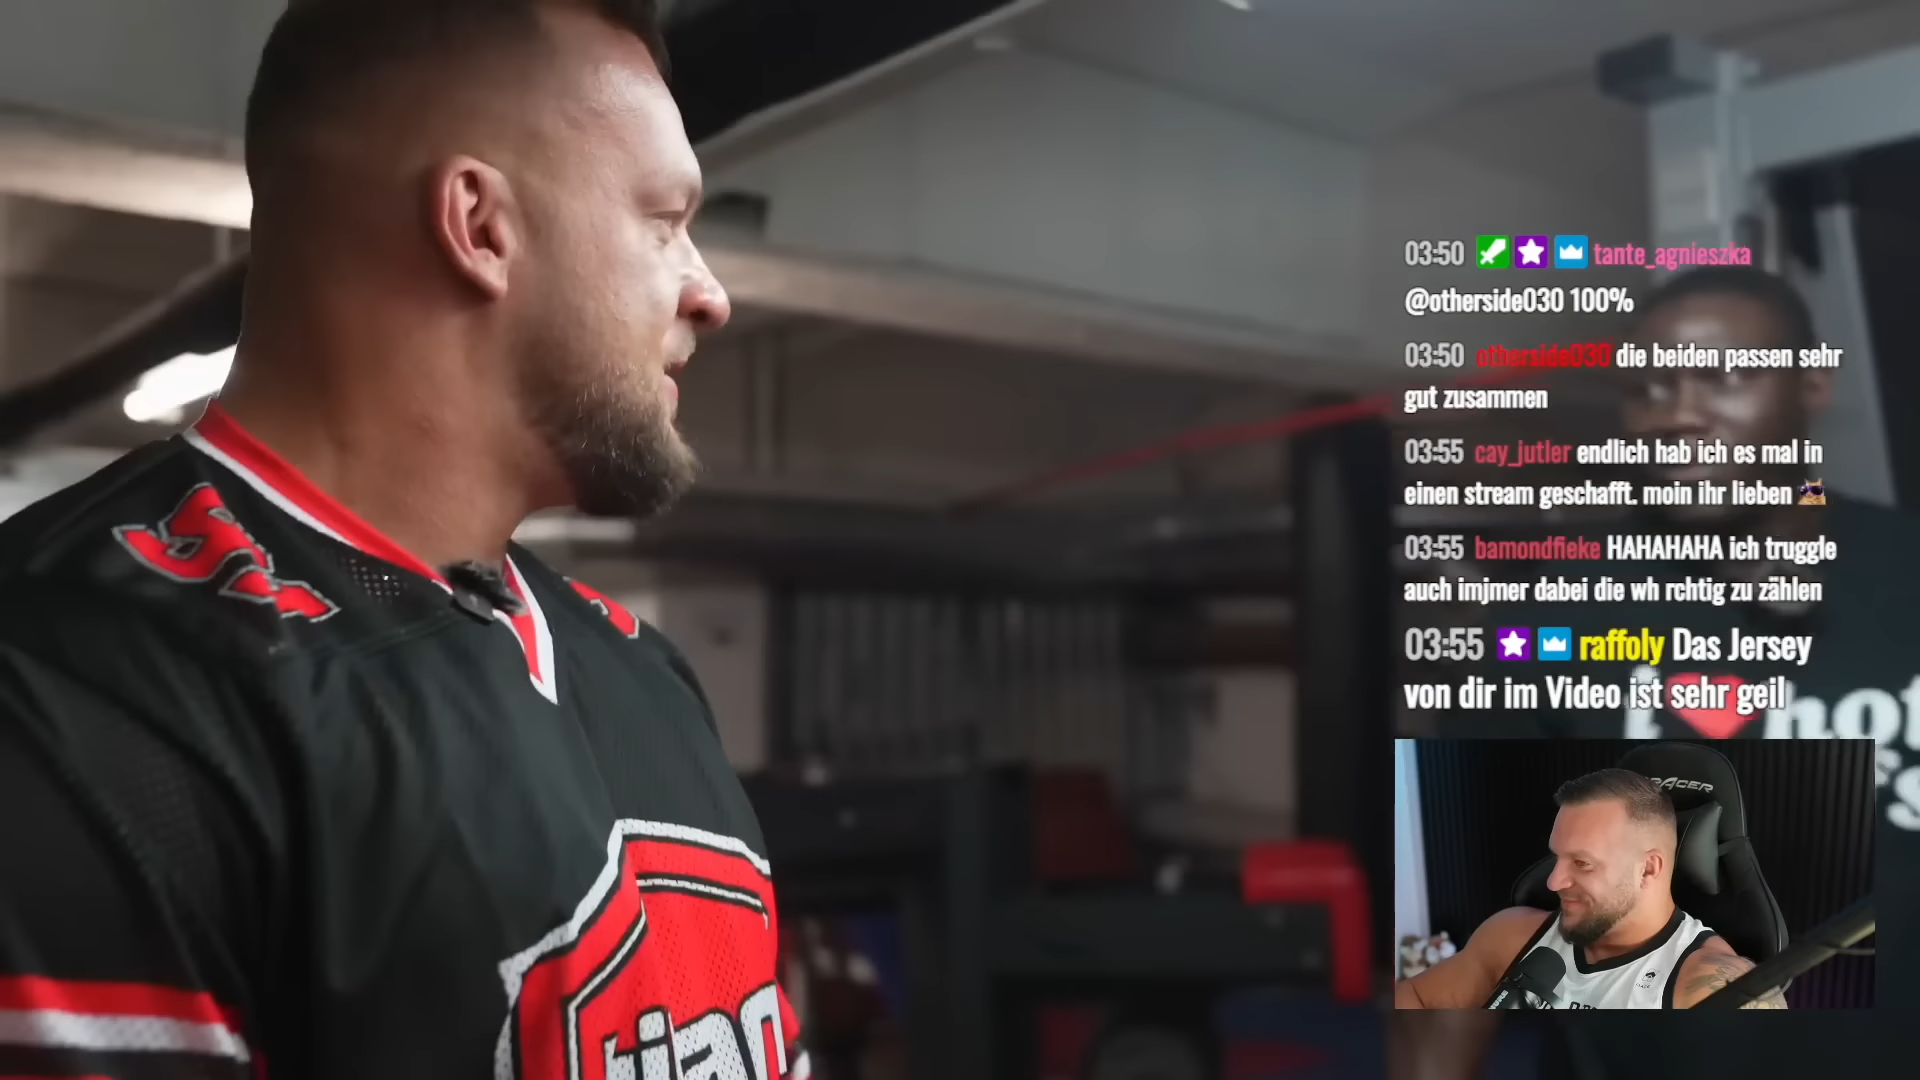 03:50 tante_agnieszka
@otherside030 100%
03:50 otherside030 die beiden passen sehr
gut zusammen
03:55 cay_jutler endlich hab ich es mal in
einen stream geschafft. moin ihr lieben
03:55 bamondfieke HAHAHAHA ich truggle
auch imjmer dabei die wh rchtig zu zählen
03:55 raffoly Das Jersey
von dir im Video ist sehr geil
i hot